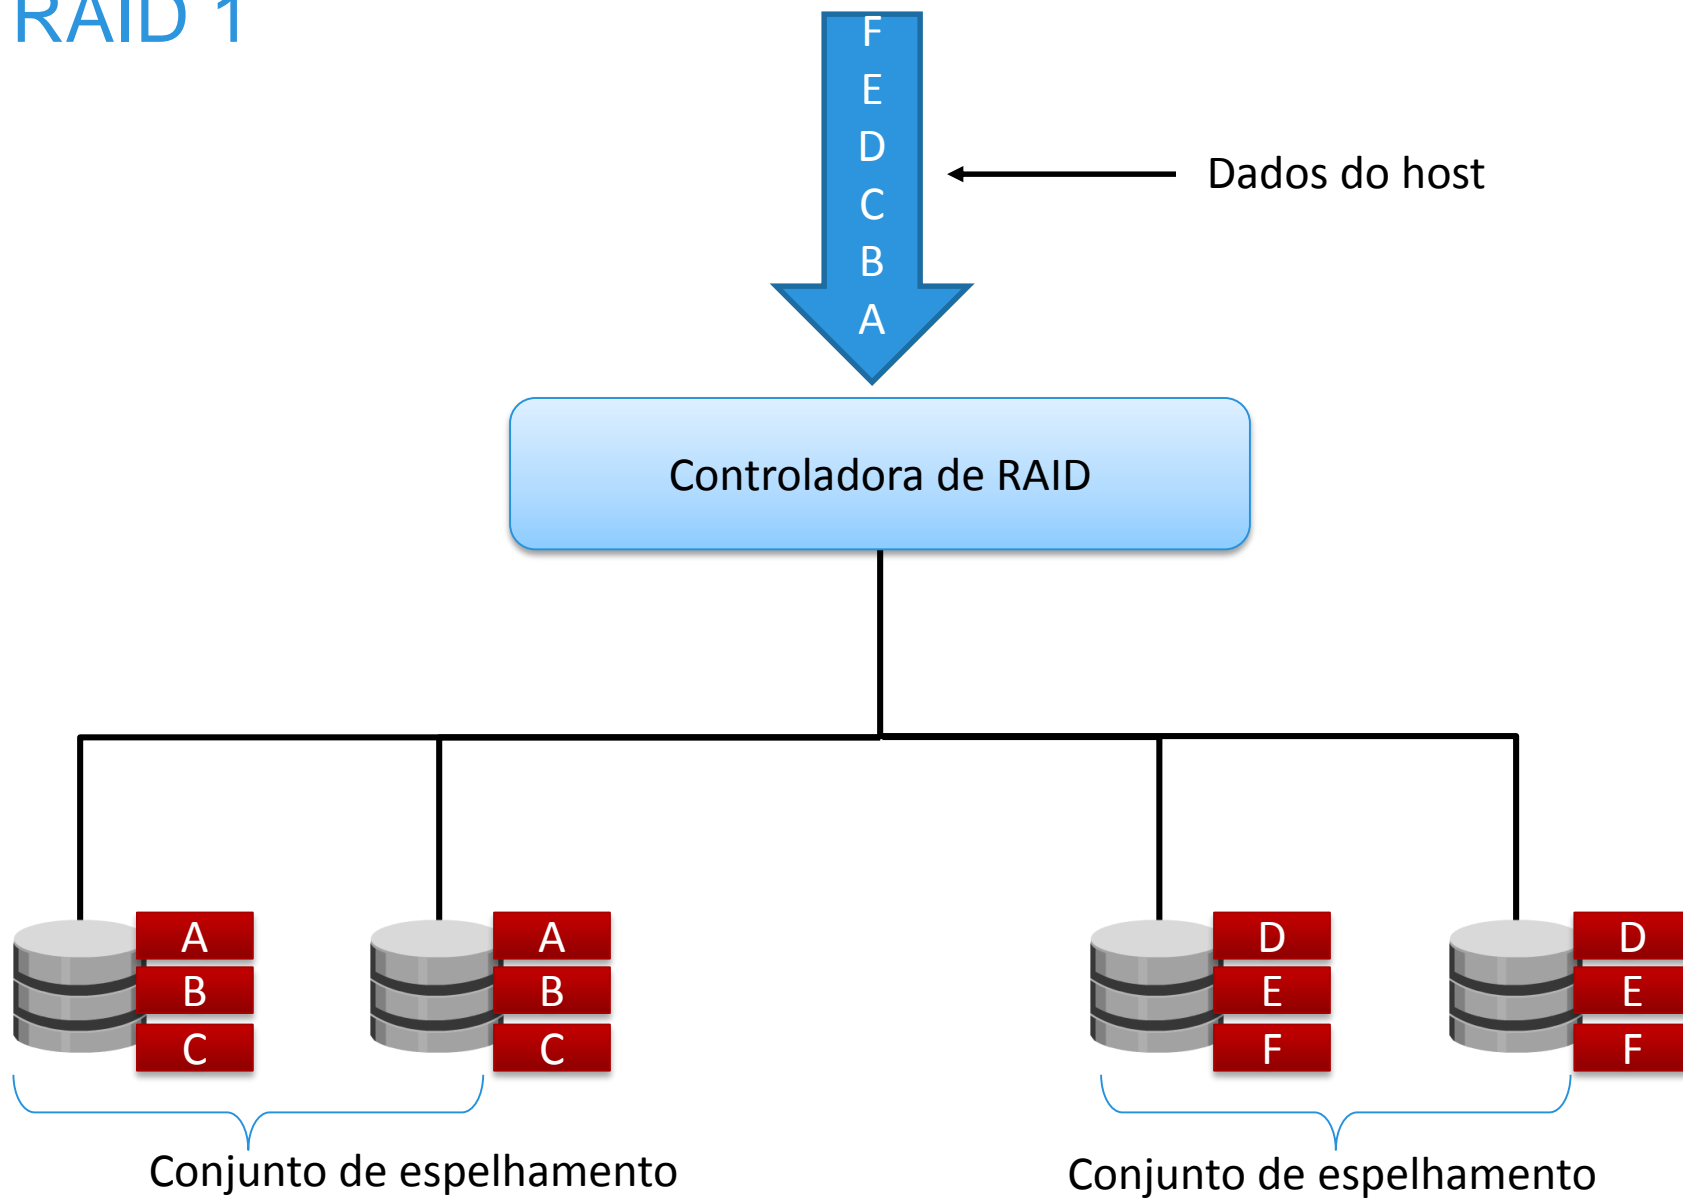 RAID 1
F
E
D
C
B
A
Dados do host
Controladora de RAID
A
B
C
A
B
C
D
E
F
D
E
F
Conjunto de espelhamento
Conjunto de espelhamento